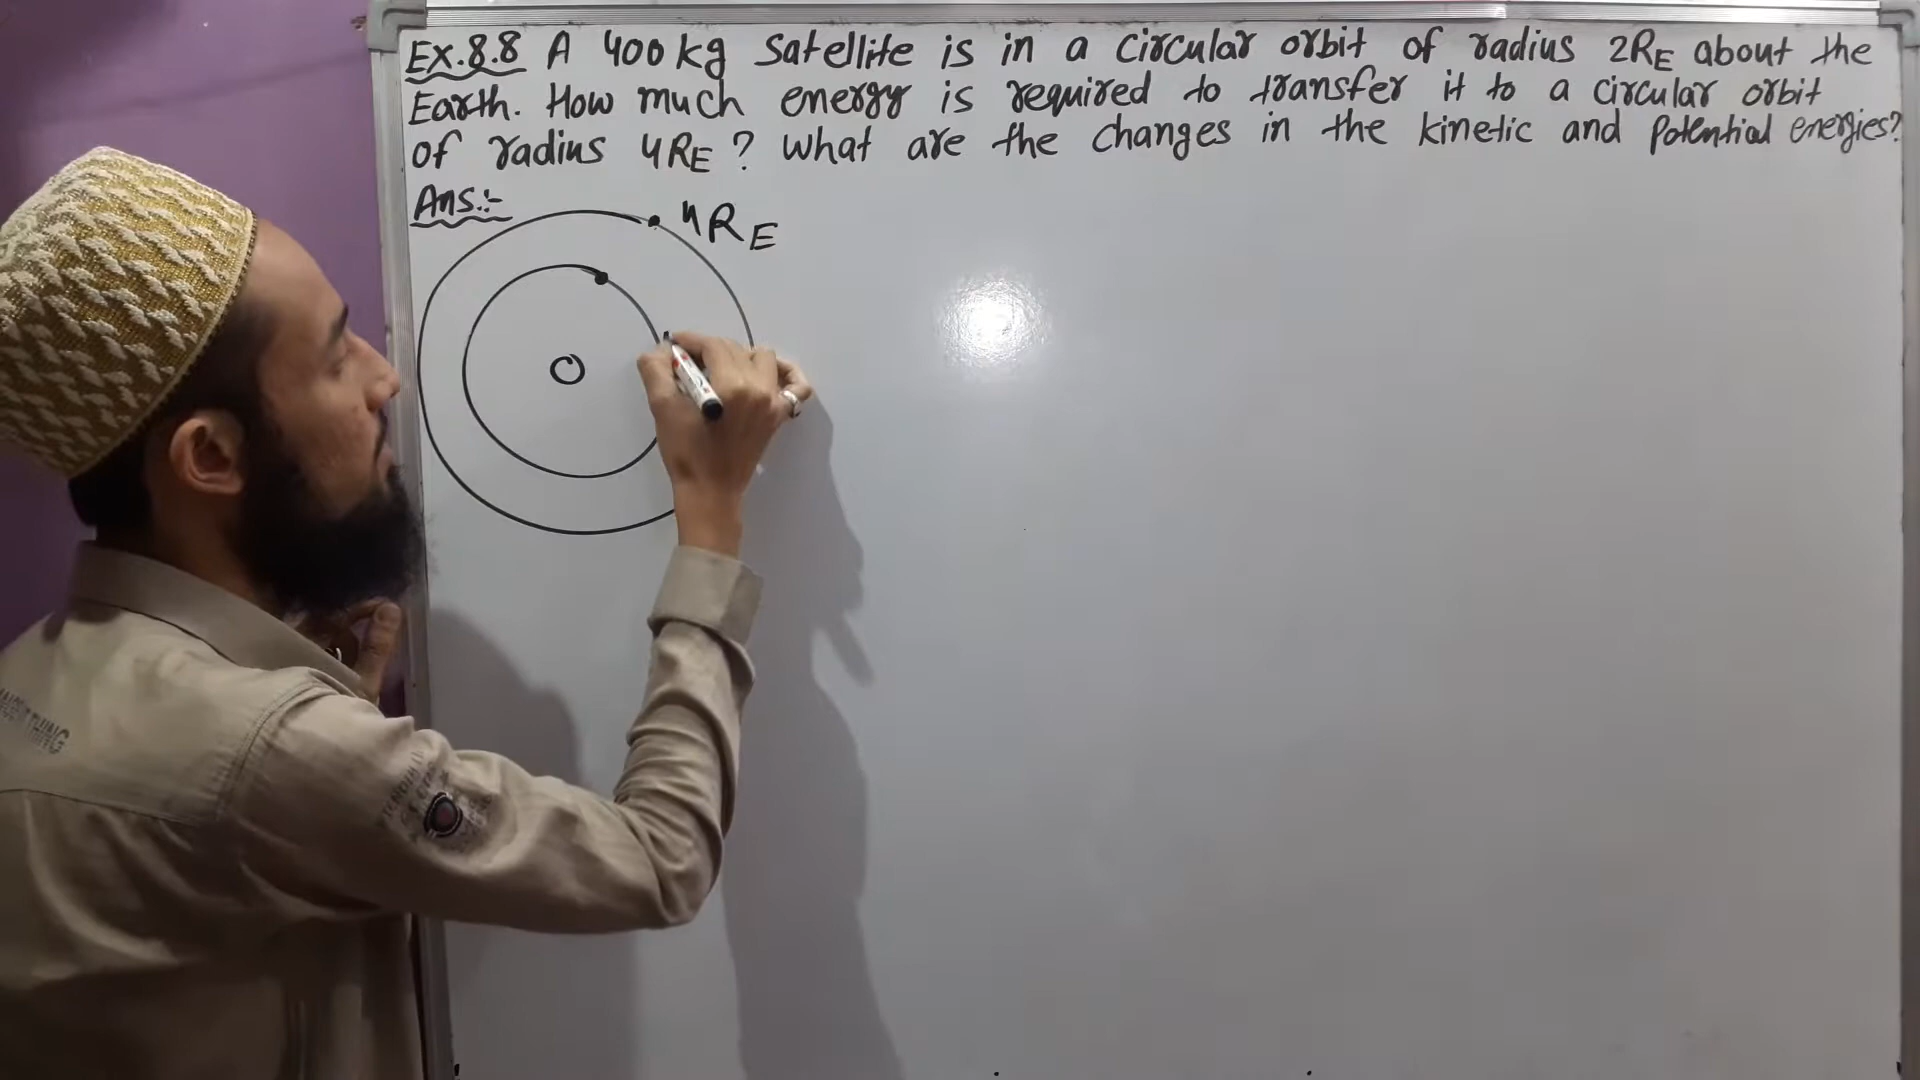 Ex.8.8 A 400kg Satellite is in a circular orbit of radius 2RE about the
Earth. How much energy is required to transfer it to a circular orbit
of radius 4RE? What are the changes in the kinetic and potential energies?
Ans.:-
4RE
THING